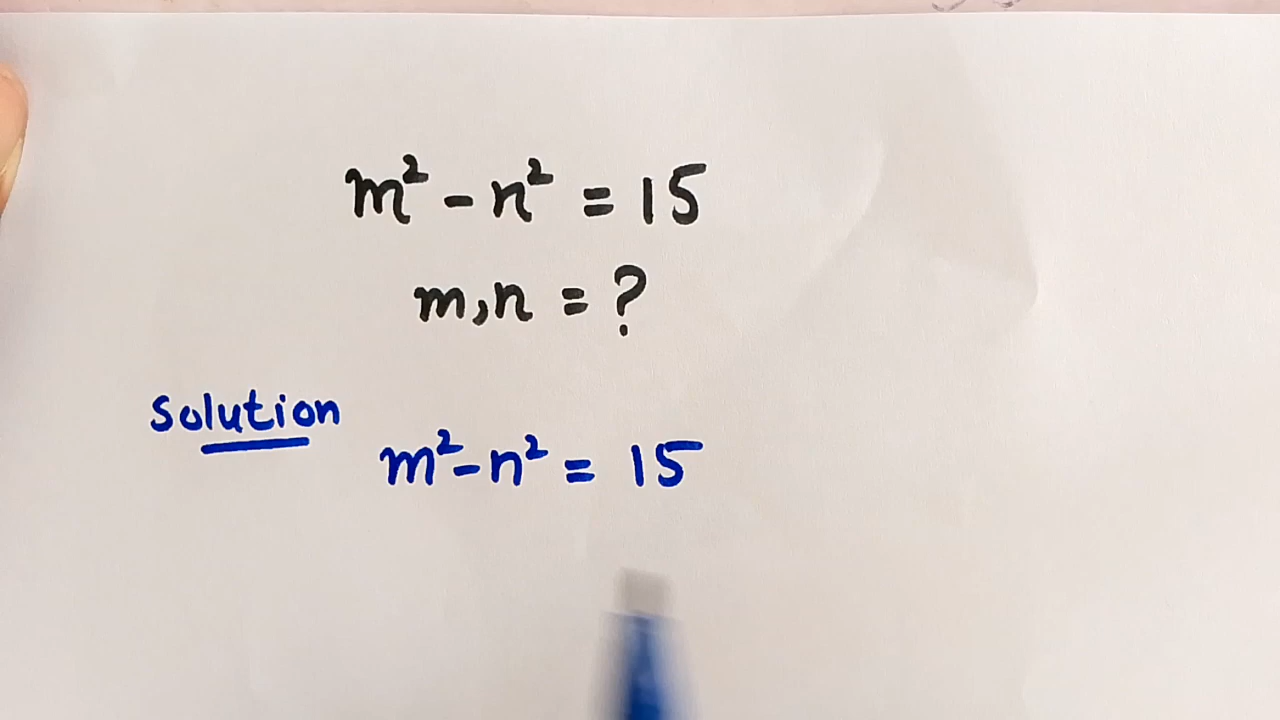 m² - n² = 15
m,n = ?
Solution
m² - n² = 15